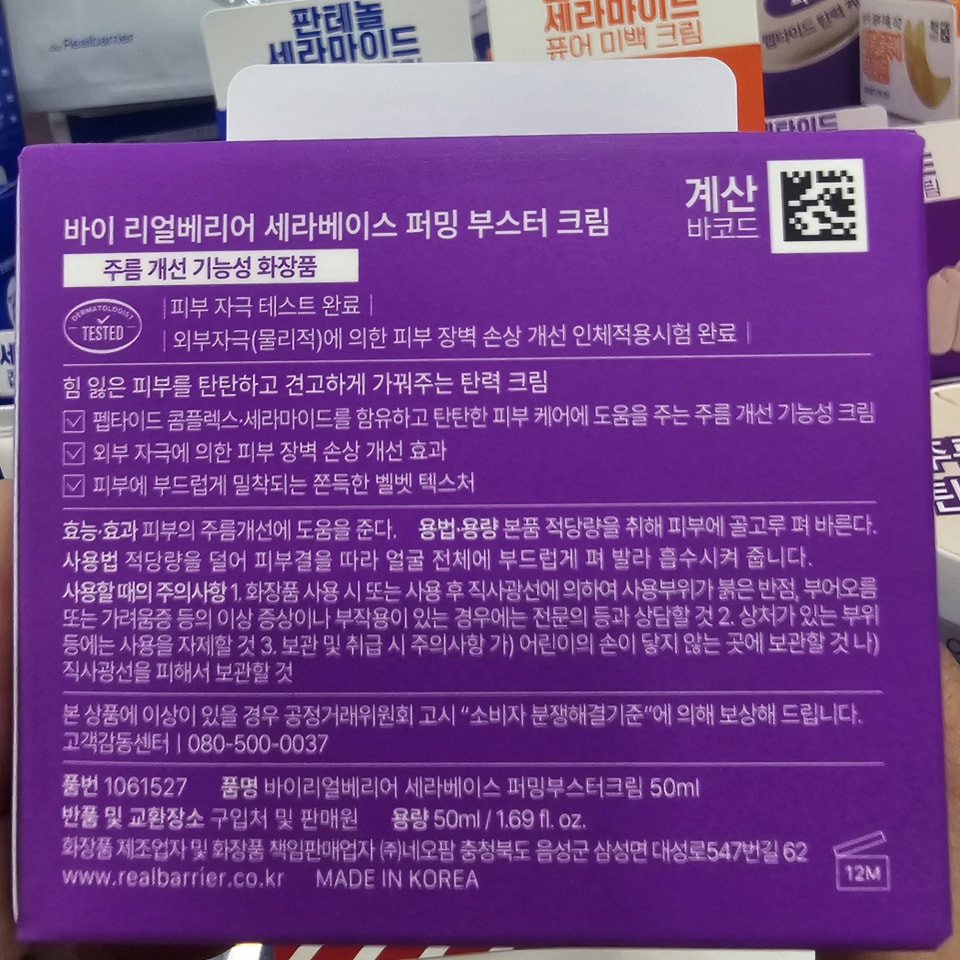 Realbarrier
판테놀
세라마이드
세라마이드
퓨어 미백 크림
계산
바코드
바이 리얼베리어 세라베이스 퍼밍 부스터 크림
주름 개선 기능성 화장품
DERMATOLOGIST
TESTED
|피부 자극 테스트 완료|
|외부자극(물리적)에 의한 피부 장벽 손상 개선 인체적용시험 완료|
힘 잃은 피부를 탄탄하고 견고하게 가꿔주는 탄력 크림
펩타이드 콤플렉스·세라마이드를 함유하고 탄탄한 피부 케어에 도움을 주는 주름 개선 기능성 크림
외부 자극에 의한 피부 장벽 손상 개선 효과
피부에 부드럽게 밀착되는 쫀득한 벨벳 텍스처
효능·효과 피부의 주름개선에 도움을 준다. 용법·용량 본품 적당량을 취해 피부에 골고루 펴 바른다.
사용법 적당량을 덜어 피부결을 따라 얼굴 전체에 부드럽게 펴 발라 흡수시켜 줍니다.
사용할 때의 주의사항 1. 화장품 사용 시 또는 사용 후 직사광선에 의하여 사용부위가 붉은 반점, 부어오름
또는 가려움증 등의 이상 증상이나 부작용이 있는 경우에는 전문의 등과 상담할 것 2. 상처가 있는 부위
등에는 사용을 자제할 것 3. 보관 및 취급 시 주의사항 가) 어린이의 손이 닿지 않는 곳에 보관할 것 나)
직사광선을 피해서 보관할 것
본 상품에 이상이 있을 경우 공정거래위원회 고시 “소비자 분쟁해결기준”에 의해 보상해 드립니다.
고객감동센터 | 080-500-0037
품번 1061527 품명 바이리얼베리어 세라베이스 퍼밍부스터크림 50ml
반품 및 교환장소 구입처 및 판매원 용량 50ml / 1.69 fl. oz.
화장품 제조업자 및 화장품 책임판매업자 (주)네오팜 충청북도 음성군 삼성면 대성로547번길 62
www.realbarrier.co.kr MADE IN KOREA
12M